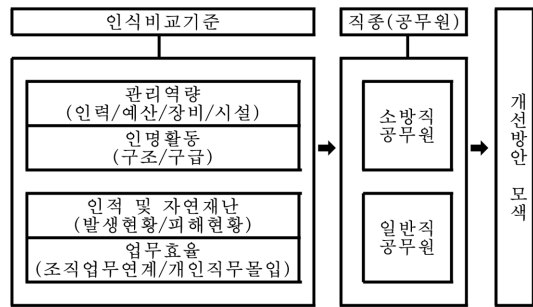 인식비교기준
관리역량
(인력/예산/장비/시설)
인명활동
(구조/구급)
인적 및 자연재난
(발생현황/피해현황)
업무효율
(조직업무연계/개인직무몰입)
직종(공무원)
소방직
공무원
일반직
공무원
개선방안 모색